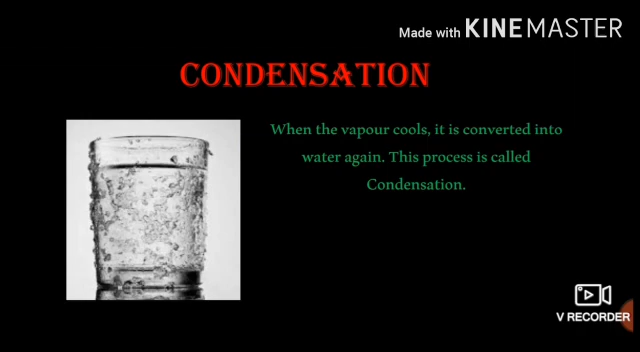 Made with KINEMASTER
CONDENSATION
When the vapour cools, it is converted into
water again. This process is called
Condensation.
V RECORDER